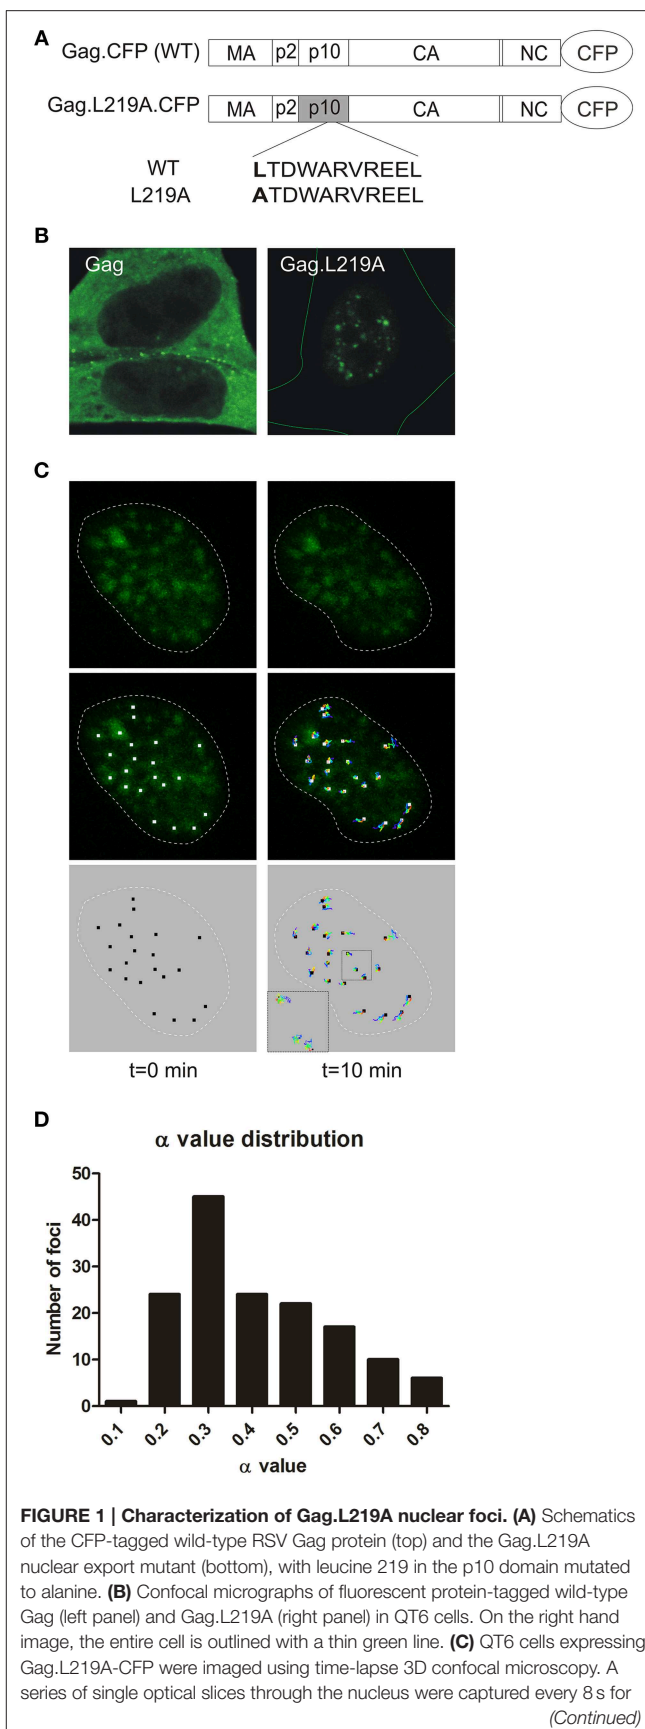 A
Gag.CFP (WT) MA p2 p10 CA NC CFP
Gag.L219A.CFP MA p2 p10 CA NC CFP
WT LTDWARVREEL
L219A ATDWARVREEL
B
Gag Gag.L219A
C
t=0 min t=10 min
D
α value distribution
Number of foci
50
40
30
20
10
0
0.1 0.2 0.3 0.4 0.5 0.6 0.7 0.8
α value
FIGURE 1 | Characterization of Gag.L219A nuclear foci. (A) Schematics
of the CFP-tagged wild-type RSV Gag protein (top) and the Gag.L219A
nuclear export mutant (bottom), with leucine 219 in the p10 domain mutated
to alanine. (B) Confocal micrographs of fluorescent protein-tagged wild-type
Gag (left panel) and Gag.L219A (right panel) in QT6 cells. On the right hand
image, the entire cell is outlined with a thin green line. (C) QT6 cells expressing
Gag.L219A-CFP were imaged using time-lapse 3D confocal microscopy. A
series of single optical slices through the nucleus were captured every 8 s for
(Continued)